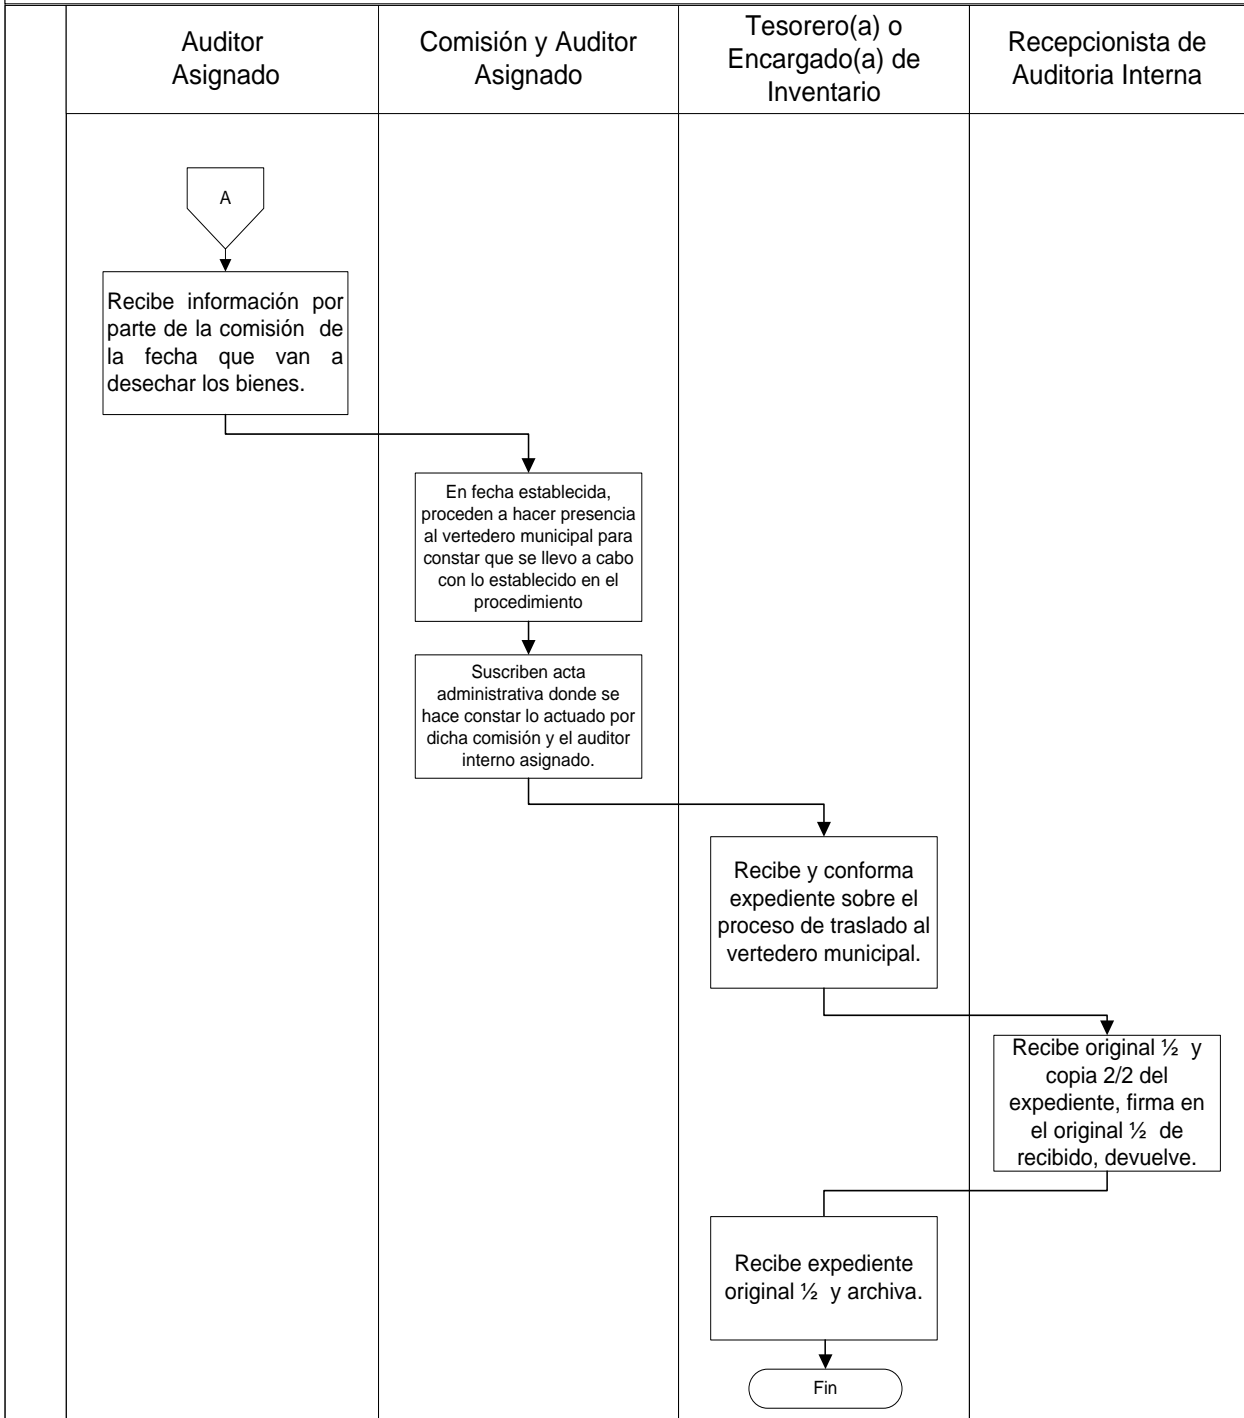 Auditor
Asignado
Comisión y Auditor
Asignado
Tesorero(a) o
Encargado(a) de
Inventario
Recepcionista de
Auditoria Interna
A
Recibe información por
parte de la comisión de
la fecha que van a
desechar los bienes.
En fecha establecida,
proceden a hacer presencia
al vertedero municipal para
constar que se llevo a cabo
con lo establecido en el
procedimiento
Suscriben acta
administrativa donde se
hace constar lo actuado por
dicha comisión y el auditor
interno asignado.
Recibe y conforma
expediente sobre el
proceso de traslado al
vertedero municipal.
Recibe original ½ y
copia 2/2 del
expediente, firma en
el original ½ de
recibido, devuelve.
Recibe expediente
original ½ y archiva.
Fin